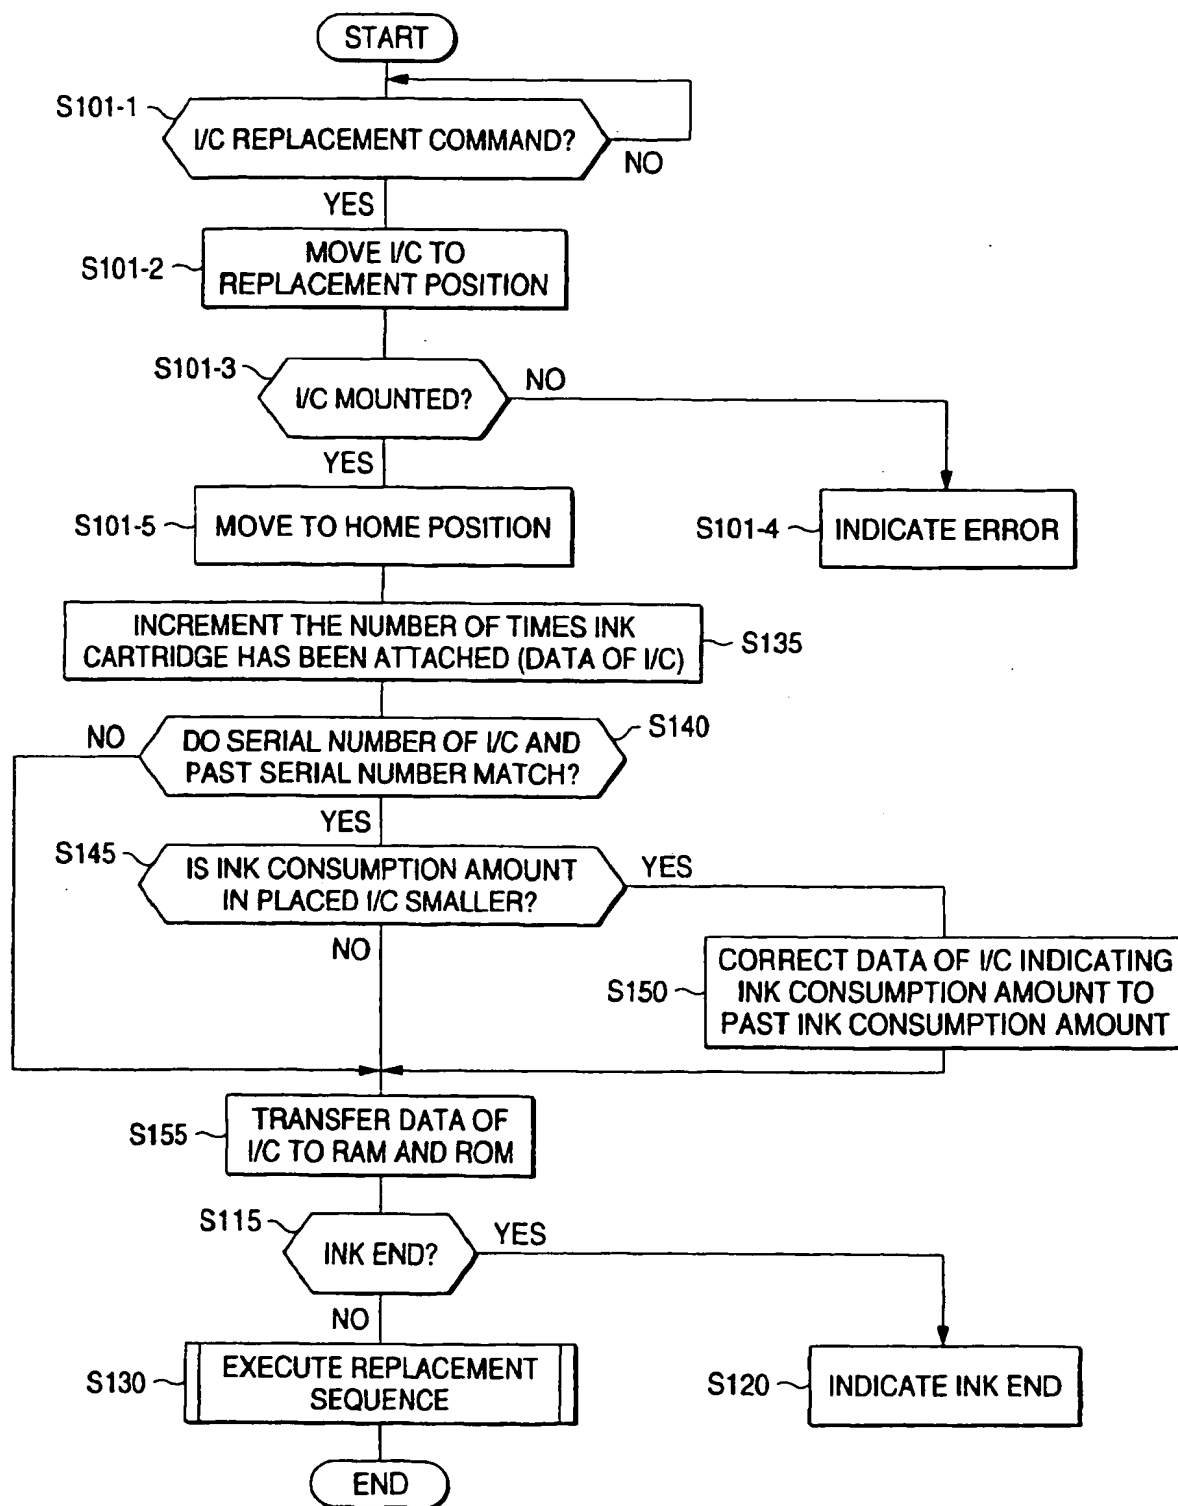 START
S101-1
I/C REPLACEMENT COMMAND?
NO
YES
S101-2
MOVE I/C TO
REPLACEMENT POSITION
S101-3
I/C MOUNTED?
NO
YES
S101-5
MOVE TO HOME POSITION
S101-4
INDICATE ERROR
INCREMENT THE NUMBER OF TIMES INK
CARTRIDGE HAS BEEN ATTACHED (DATA OF I/C)
S135
NO
DO SERIAL NUMBER OF I/C AND
PAST SERIAL NUMBER MATCH?
S140
YES
S145
IS INK CONSUMPTION AMOUNT
IN PLACED I/C SMALLER?
YES
NO
S150
CORRECT DATA OF I/C INDICATING
INK CONSUMPTION AMOUNT TO
PAST INK CONSUMPTION AMOUNT
S155
TRANSFER DATA OF
I/C TO RAM AND ROM
S115
INK END?
YES
NO
S130
EXECUTE REPLACEMENT
SEQUENCE
S120
INDICATE INK END
END